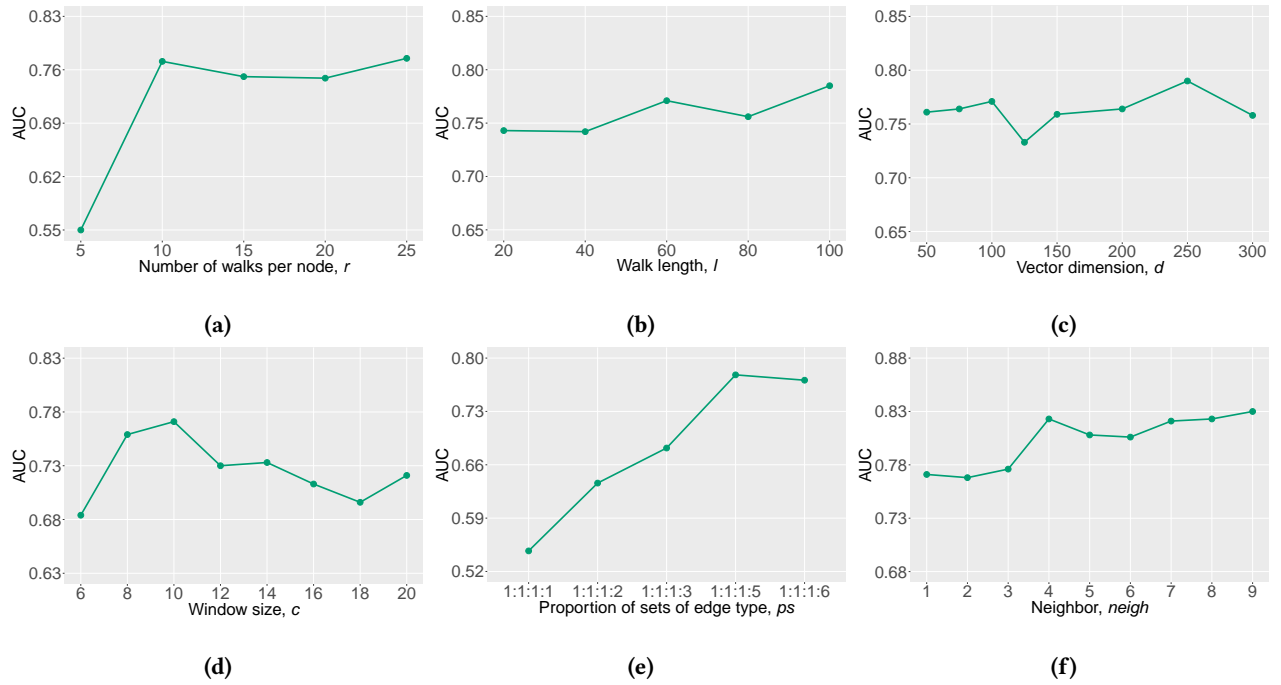 0.83
0.76
0.69
0.62
0.55
AUC
5 10 15 20 25
Number of walks per node, r
(a)
0.85
0.80
0.75
0.70
0.65
AUC
20 40 60 80 100
Walk length, l
(b)
0.85
0.80
0.75
0.70
0.65
AUC
50 100 150 200 250 300
Vector dimension, d
(c)
0.83
0.78
0.73
0.68
0.63
AUC
6 8 10 12 14 16 18 20
Window size, c
(d)
0.80
0.73
0.66
0.59
0.52
AUC
1:1:1:1 1:1:1:2 1:1:1:3 1:1:1:5 1:1:1:6
Proportion of sets of edge type, ps
(e)
0.88
0.83
0.78
0.73
0.68
AUC
1 2 3 4 5 6 7 8 9
Neighbor, neigh
(f)